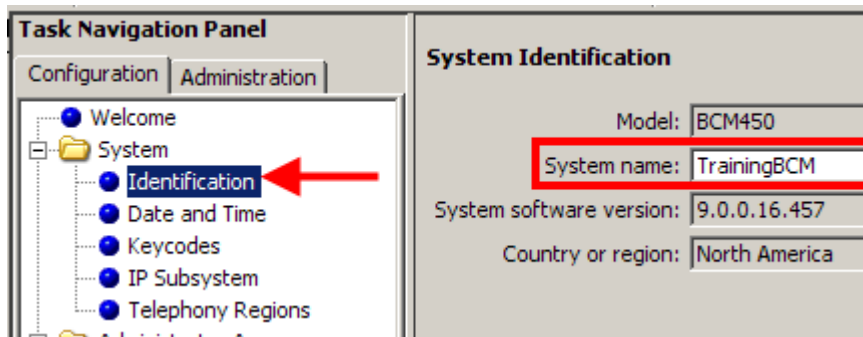 Task Navigation Panel
Configuration
Administration
Welcome
System
Identification
Date and Time
Keycodes
IP Subsystem
Telephony Regions
System Identification
Model: BCM450
System name: TrainingBCM
System software version: 9.0.0.16.457
Country or region: North America